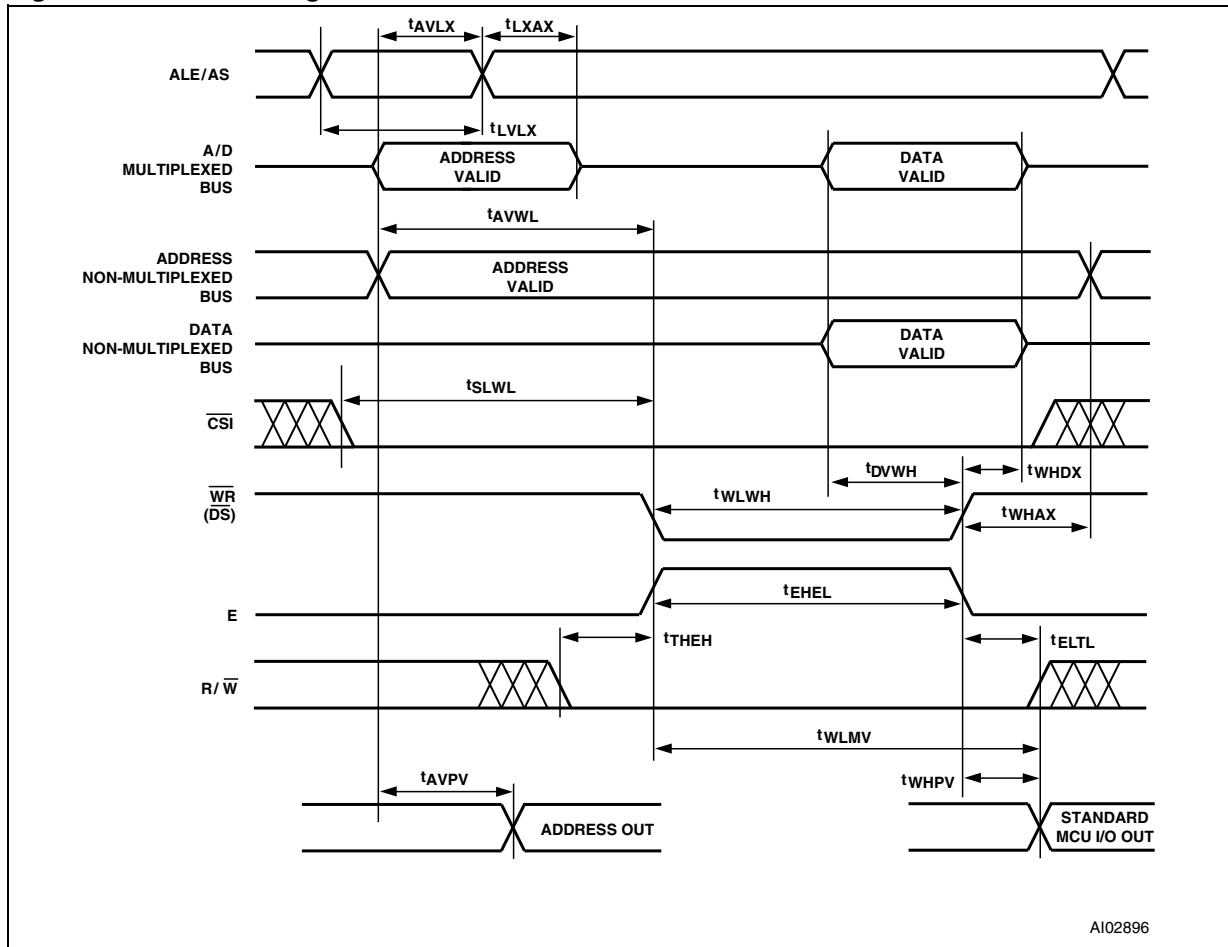 tAVLX
tLXAX
ALE/AS
tLVLX
A/D
MULTIPLEXED
BUS
ADDRESS
VALID
DATA
VALID
tAVWL
ADDRESS
NON-MULTIPLEXED
BUS
ADDRESS
VALID
DATA
NON-MULTIPLEXED
BUS
DATA
VALID
tSLWL
CSI
tDVWH
tWHDX
WR
(DS)
tWLWH
tWHAX
E
tEHEL
tTHEH
tELTL
R/W
tWLMV
tAVPV
tWHPV
ADDRESS OUT
STANDARD
MCU I/O OUT
AI02896